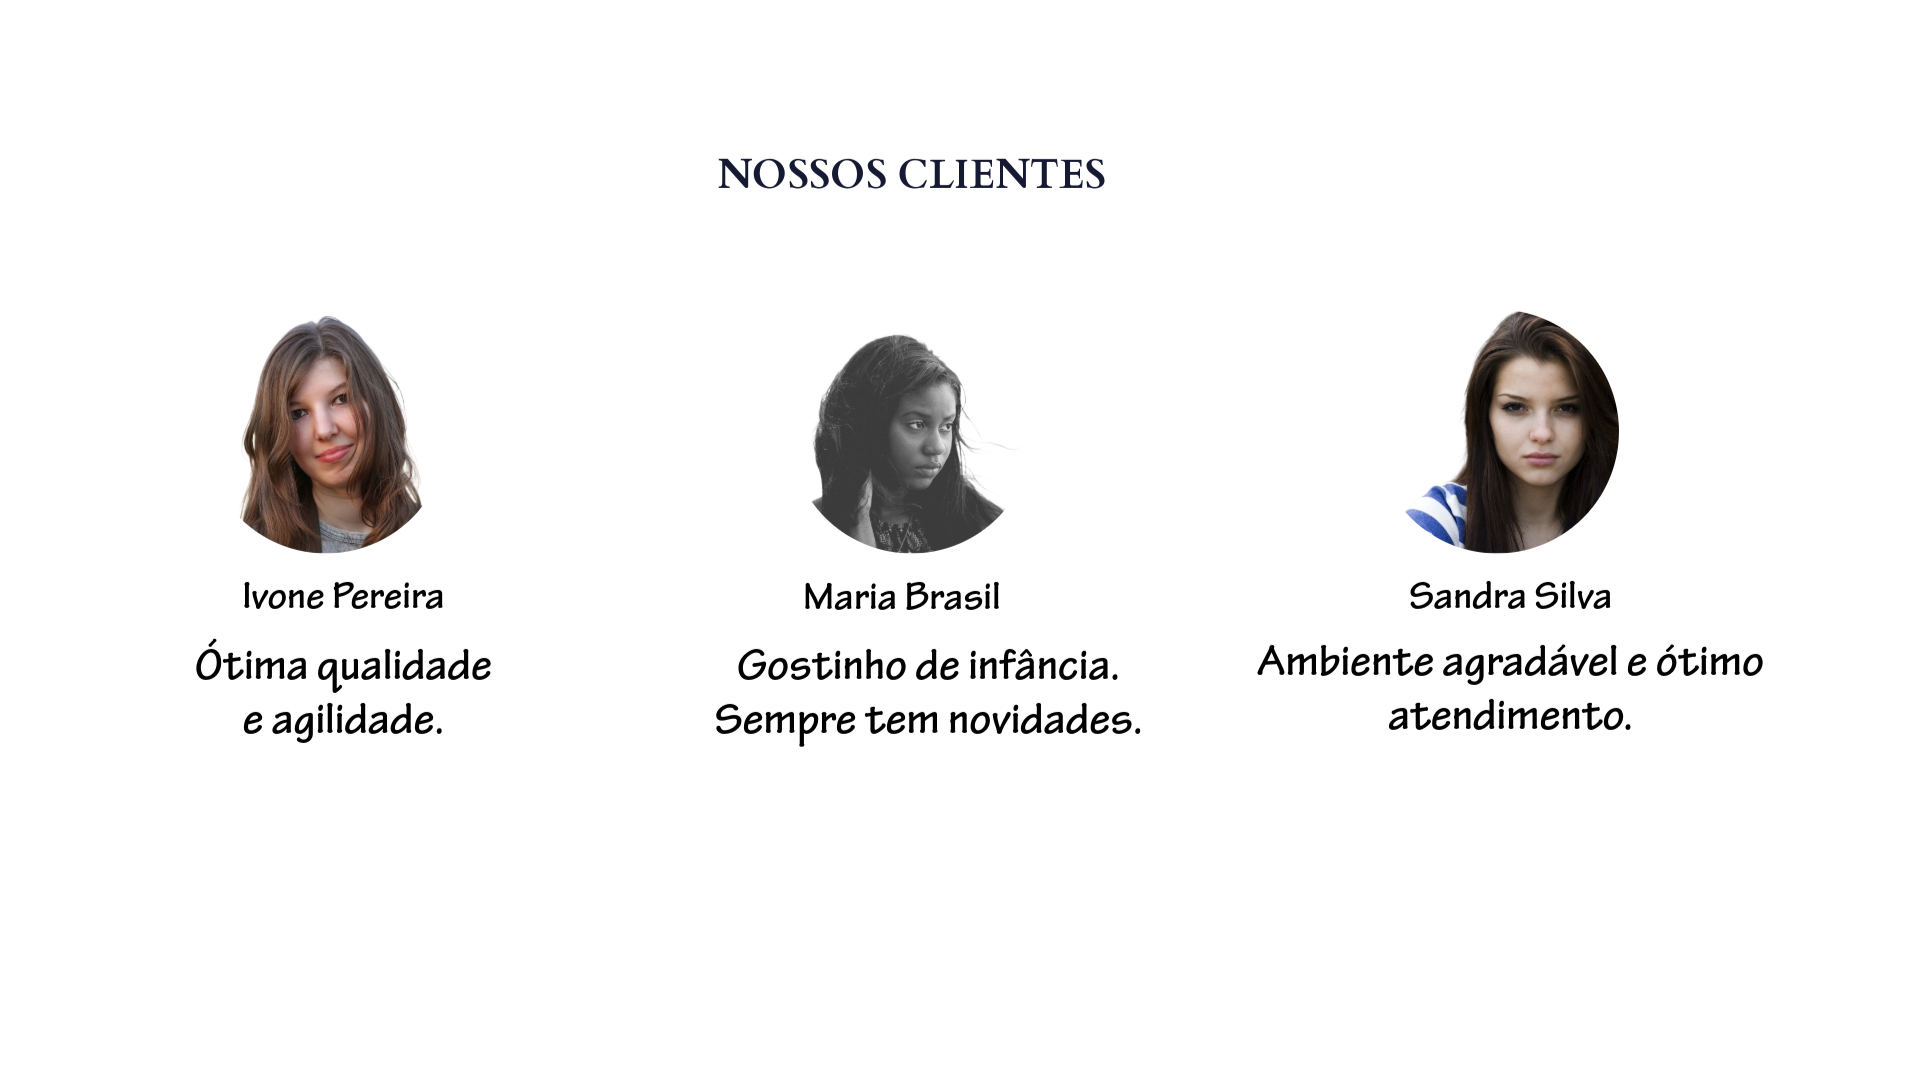 NOSSOS CLIENTES
Ivone Pereira
Ótima qualidade
e agilidade.
Maria Brasil
Gostinho de infância.
Sempre tem novidades.
Sandra Silva
Ambiente agradável e ótimo
atendimento.